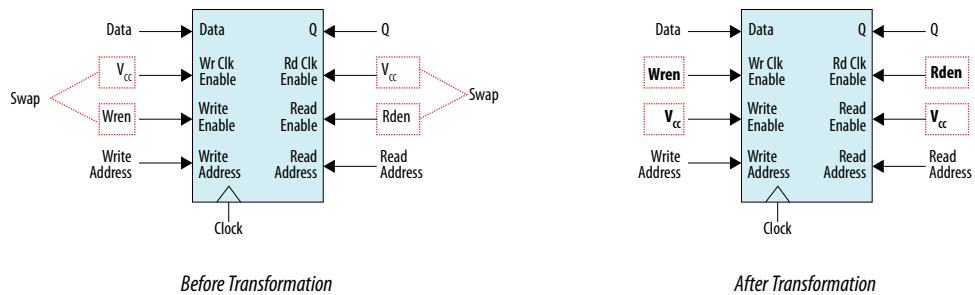 Data
Data
Q
Q
Vcc
Wr Clk
Enable
Rd Clk
Enable
Vcc
Swap
Swap
Wren
Write
Enable
Read
Enable
Rden
Write
Address
Write
Address
Read
Address
Read
Address
Clock
Before Transformation
Data
Data
Q
Q
Wren
Wr Clk
Enable
Rd Clk
Enable
Rden
Vcc
Write
Enable
Read
Enable
Vcc
Write
Address
Write
Address
Read
Address
Read
Address
Clock
After Transformation